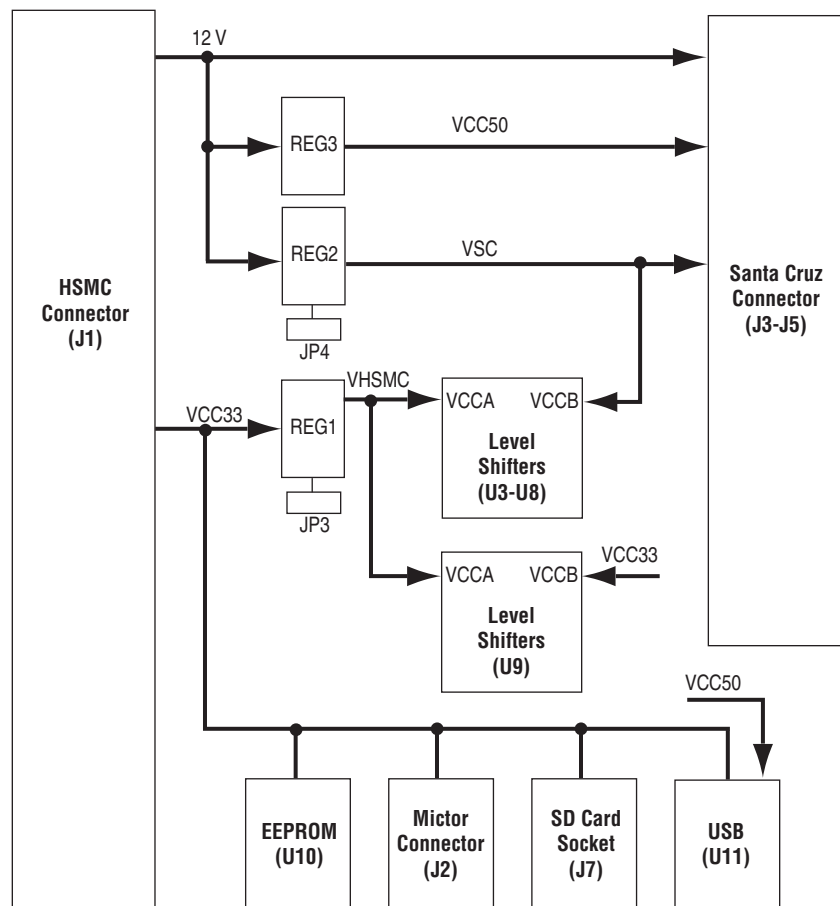 12 V
REG3
VCC50
REG2
VSC
JP4
HSMC
Connector
(J1)
Santa Cruz
Connector
(J3-J5)
VCC33
REG1
JP3
VHSMC
VCCA
VCCB
Level
Shifters
(U3-U8)
VCCA
VCCB
VCC33
Level
Shifters
(U9)
VCC50
EEPROM
(U10)
Mictor
Connector
(J2)
SD Card
Socket
(J7)
USB
(U11)